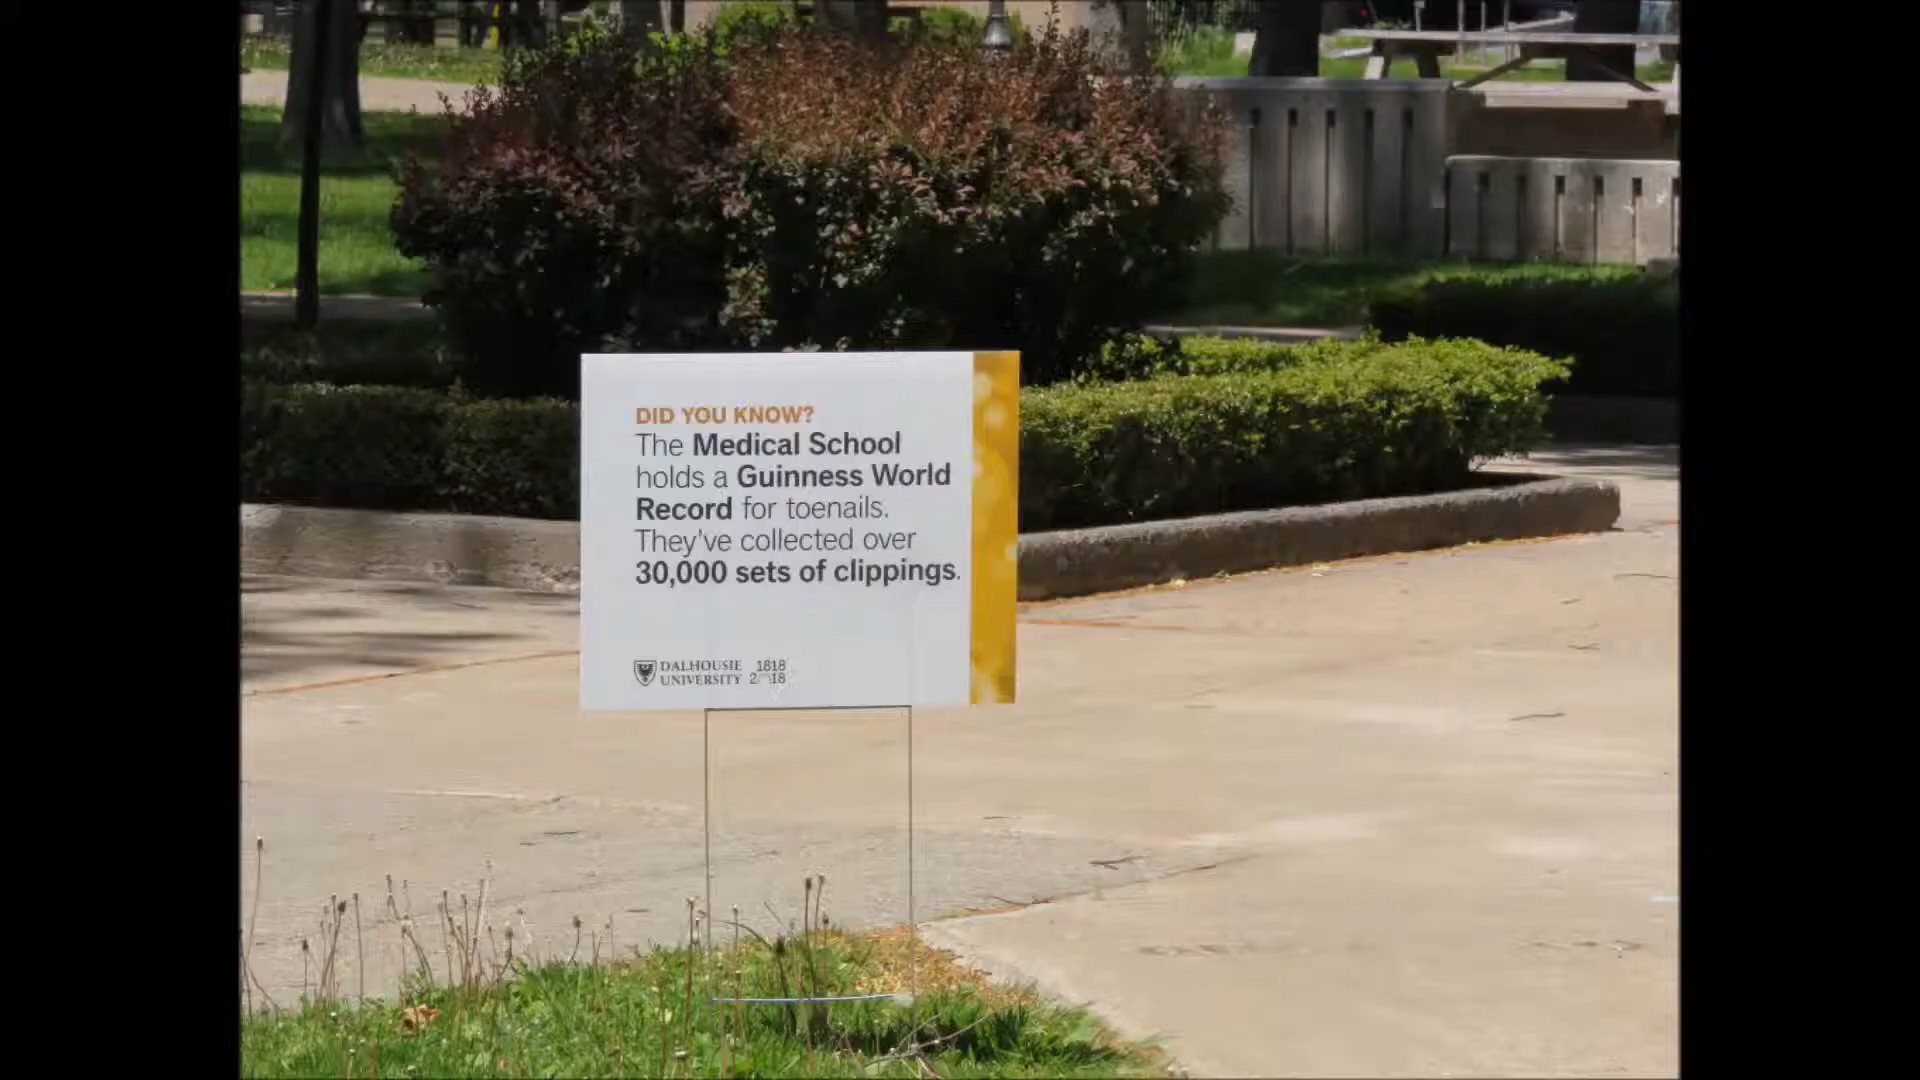 DID YOU KNOW?
The Medical School
holds a Guinness World
Record for toenails.
They've collected over
30,000 sets of clippings.
DALHOUSIE
UNIVERSITY
1818
2018